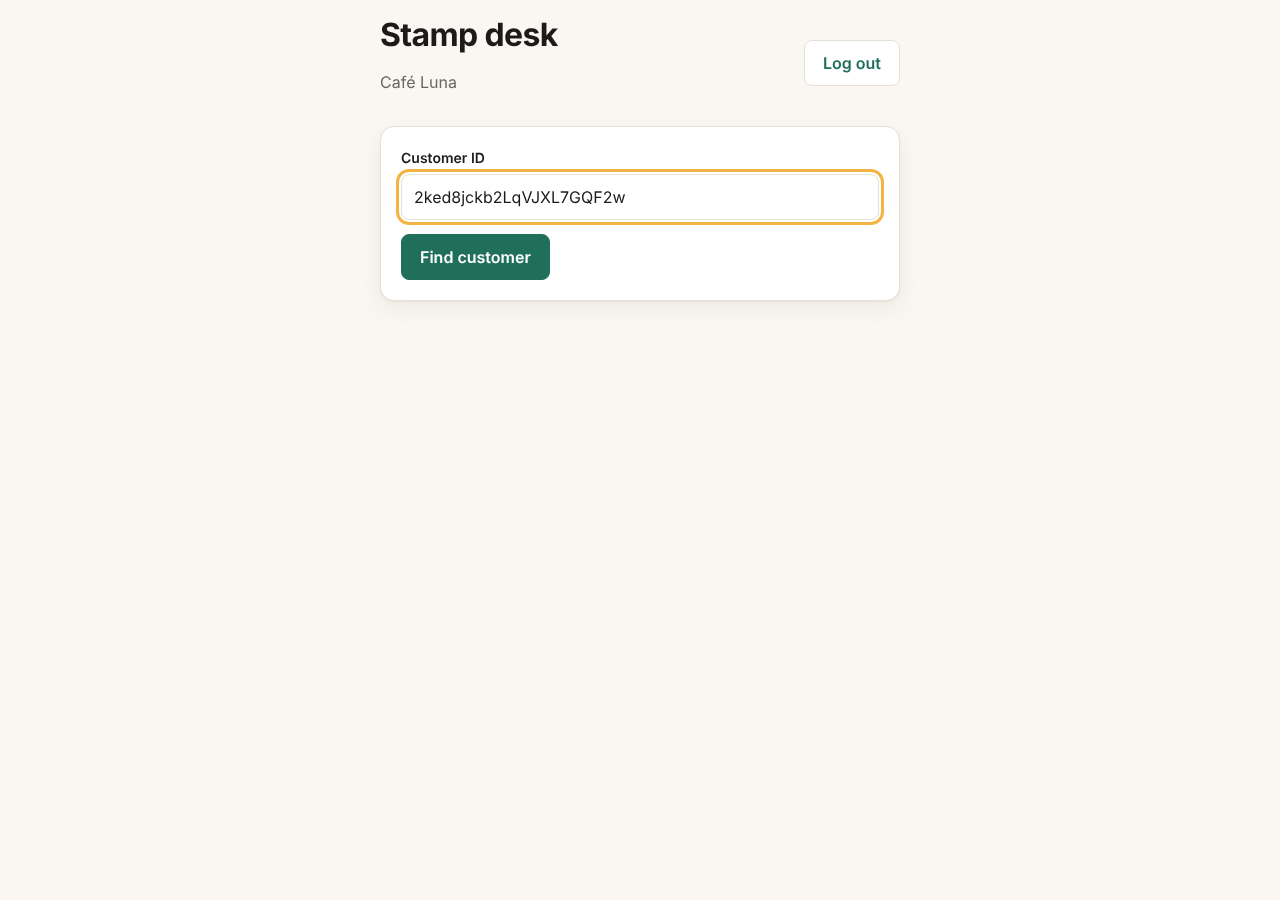 Stamp desk
Café Luna
Log out
Customer ID
2ked8jckb2LqVJXL7GQF2w
Find customer